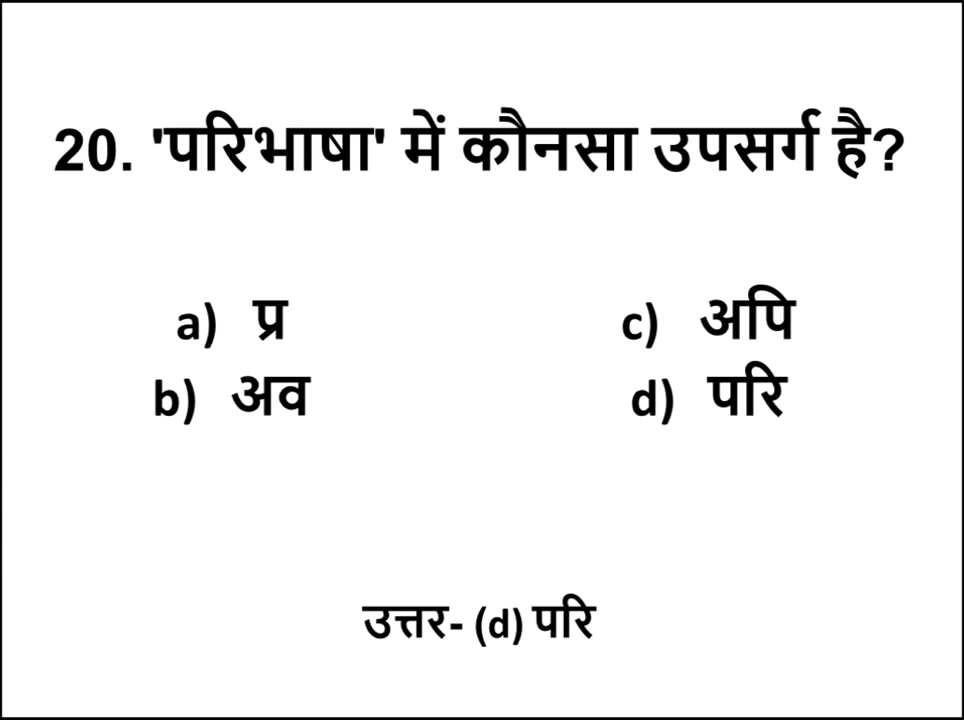 20. 'परिभाषा' में कौनसा उपसर्ग है?
a) प्र
c) अपि
b) अव
d) परि
उत्तर- (d) परि